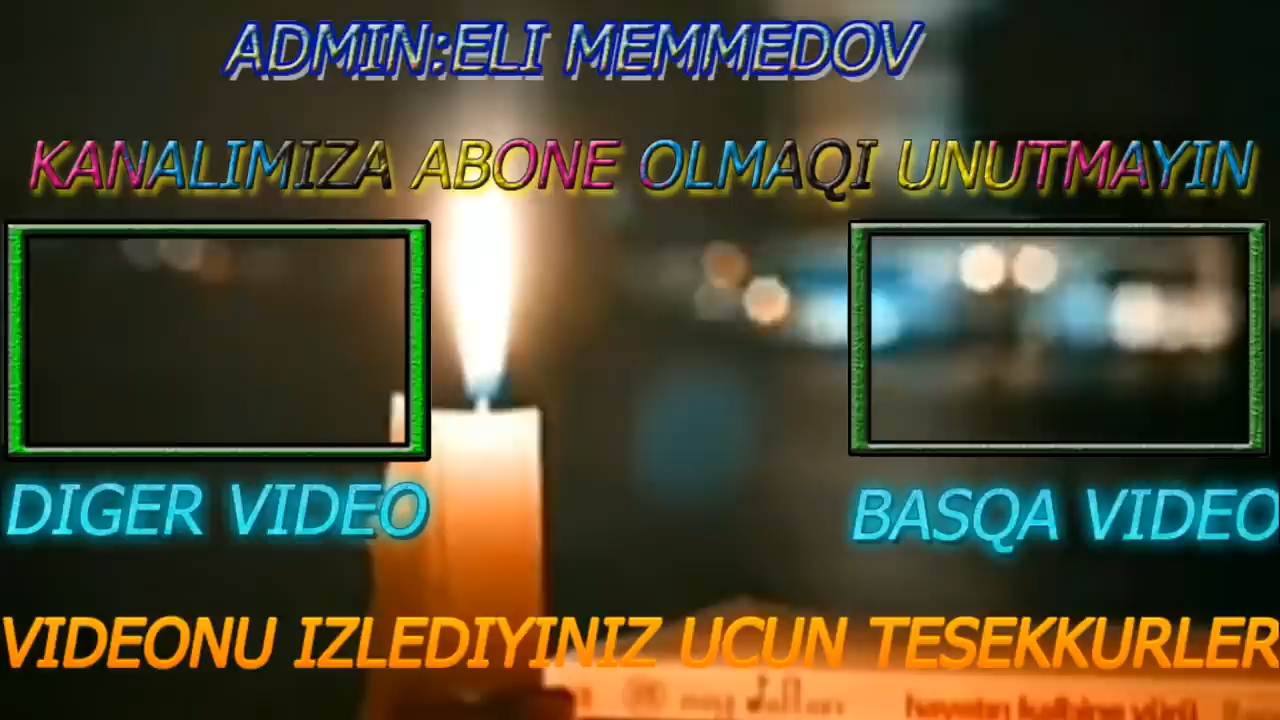 ADMIN:ELI MEMMEDOV
KANALIMIZA ABONE OLMAQI UNUTMAYIN
DIGER VIDEO
BASQA VIDEO
VIDEONU IZLEDIYINIZ UCUN TESEKKURLER